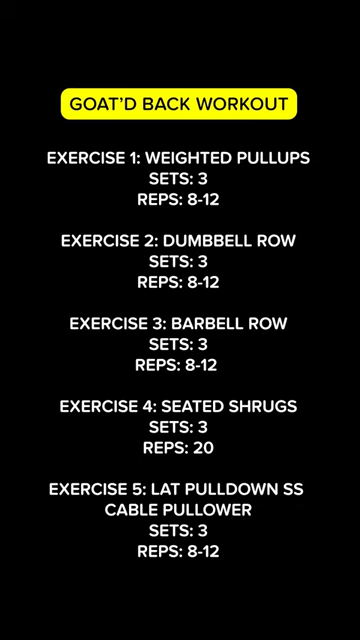 GOAT'D BACK WORKOUT
EXERCISE 1: WEIGHTED PULLUPS
SETS: 3
REPS: 8-12
EXERCISE 2: DUMBBELL ROW
SETS: 3
REPS: 8-12
EXERCISE 3: BARBELL ROW
SETS: 3
REPS: 8-12
EXERCISE 4: SEATED SHRUGS
SETS: 3
REPS: 20
EXERCISE 5: LAT PULLDOWN SS
CABLE PULLOWER
SETS: 3
REPS: 8-12